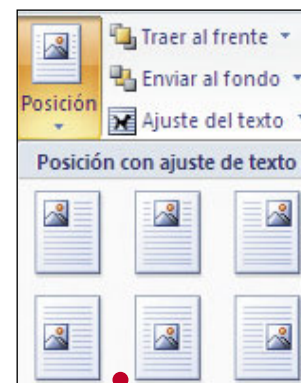 Traer al frente
Enviar al fondo
Posición
Ajuste del texto
Posición con ajuste de texto